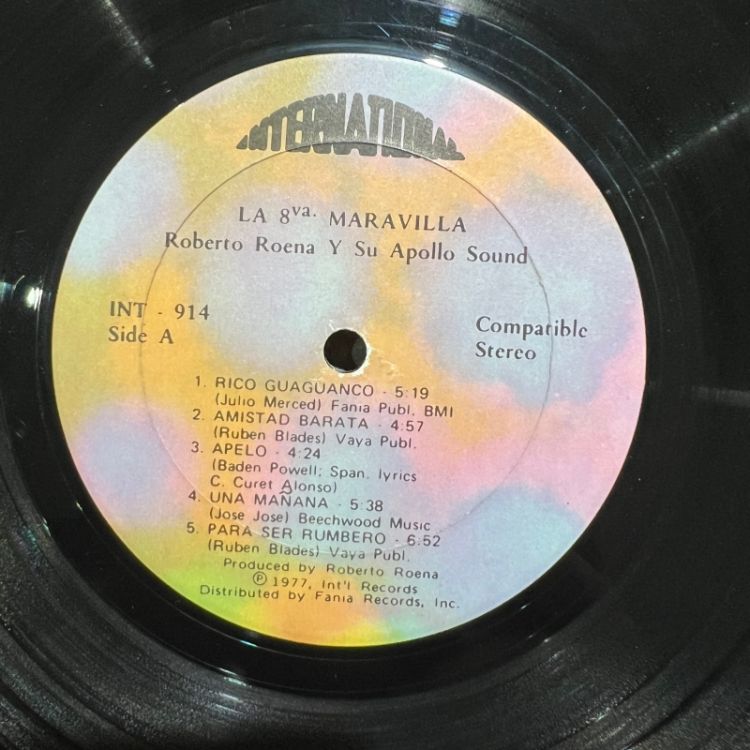 INTERNATIONAL
LA 8va. MARAVILLA
Roberto Roena Y Su Apollo Sound
INT - 914
Side A
Compatible
Stereo
1. RICO GUAGUANCO - 5:19
(Julio Merced) Fania Publ. BMI
2. AMISTAD BARATA - 4:57
(Ruben Blades) Vaya Publ.
3. APELO - 4:24
(Baden Powell; Span. lyrics
C. Curet Alonso)
4. UNA MAÑANA - 5:38
(Jose Jose) Beechwood Music
5. PARA SER RUMBERO - 6:52
(Ruben Blades) Vaya Publ.
Produced by Roberto Roena
Ⓟ 1977, Int'l Records
Distributed by Fania Records, Inc.